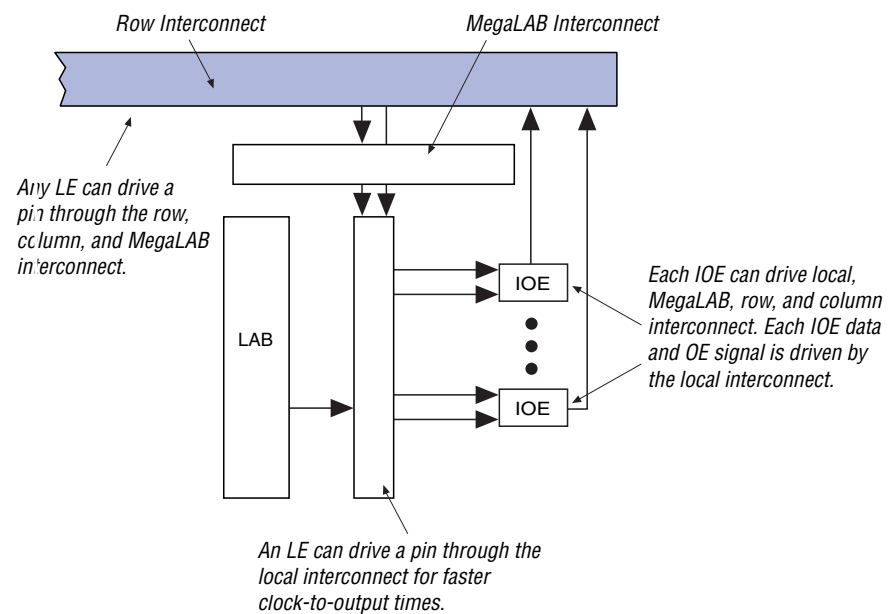 Row Interconnect
MegaLAB Interconnect
Any LE can drive a
pin through the row,
column, and MegaLAB
interconnect.
LAB
IOE
IOE
Each IOE can drive local,
MegaLAB, row, and column
interconnect. Each IOE data
and OE signal is driven by
the local interconnect.
An LE can drive a pin through the
local interconnect for faster
clock-to-output times.